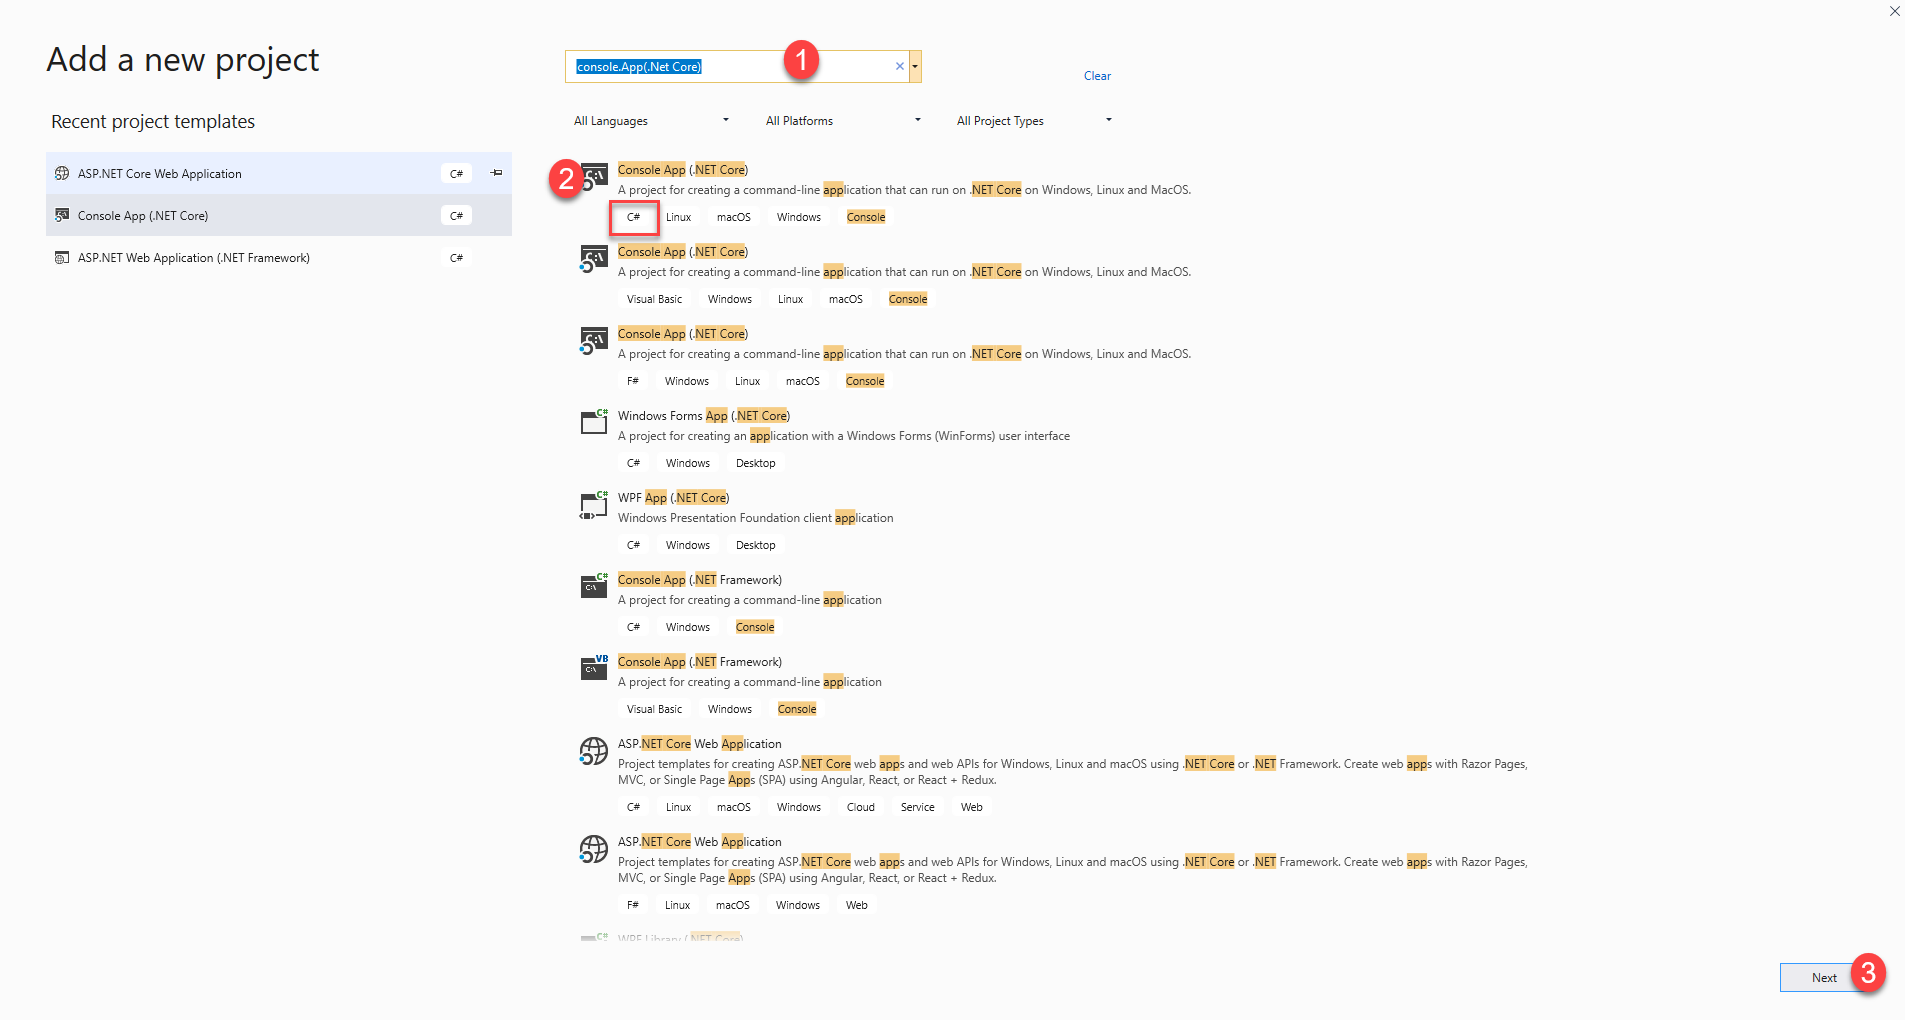 Add a new project
console.App(.Net Core)
1
Clear
Recent project templates
All Languages
All Platforms
All Project Types
ASP.NET Core Web Application
C#
Console App (.NET Core)
C#
ASP.NET Web Application (.NET Framework)
C#
2
Console App (.NET Core)
A project for creating a command-line application that can run on .NET Core on Windows, Linux and MacOS.
C# Linux macOS Windows Console
Console App (.NET Core)
A project for creating a command-line application that can run on .NET Core on Windows, Linux and MacOS.
Visual Basic Windows Linux macOS Console
Console App (.NET Core)
A project for creating a command-line application that can run on .NET Core on Windows, Linux and MacOS.
F# Windows Linux macOS Console
C#
Windows Forms App (.NET Core)
A project for creating an application with a Windows Forms (WinForms) user interface
C# Windows Desktop
C#
WPF App (.NET Core)
Windows Presentation Foundation client application
C# Windows Desktop
C#
Console App (.NET Framework)
A project for creating a command-line application
C# Windows Console
VB
Console App (.NET Framework)
A project for creating a command-line application
Visual Basic Windows Console
ASP.NET Core Web Application
Project templates for creating ASP.NET Core web apps and web APIs for Windows, Linux and macOS using .NET Core or .NET Framework. Create web apps with Razor Pages,
MVC, or Single Page Apps (SPA) using Angular, React, or React + Redux.
C# Linux macOS Windows Cloud Service Web
ASP.NET Core Web Application
Project templates for creating ASP.NET Core web apps and web APIs for Windows, Linux and macOS using .NET Core or .NET Framework. Create web apps with Razor Pages,
MVC, or Single Page Apps (SPA) using Angular, React, or React + Redux.
F# Linux macOS Windows Web
C#
WPF Library (.NET Core)
Next
3